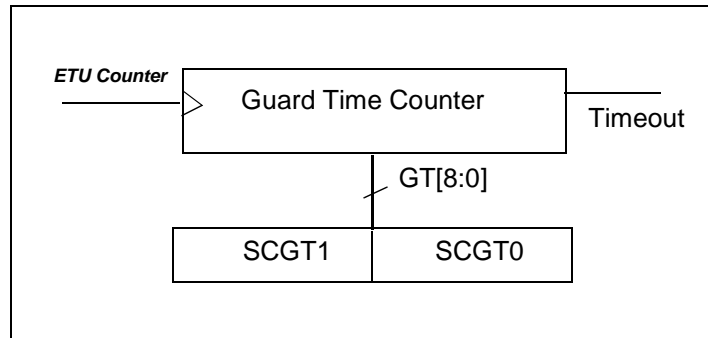 ETU Counter
Guard Time Counter
Timeout
GT[8:0]
SCGT1 SCGT0